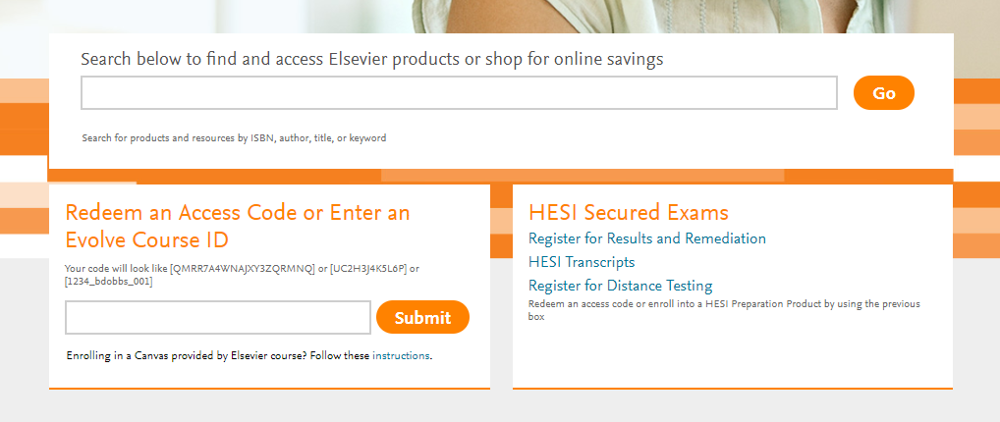 Search below to find and access Elsevier products or shop for online savings
Go
Search for products and resources by ISBN, author, title, or keyword
Redeem an Access Code or Enter an
Evolve Course ID
Your code will look like [QMRR7A4WNAJXY3ZQRMNQ] or [UC2H3J4K5L6P] or
[1234_bdobbs_001]
Submit
Enrolling in a Canvas provided by Elsevier course? Follow these instructions.
HESI Secured Exams
Register for Results and Remediation
HESI Transcripts
Register for Distance Testing
Redeem an access code or enroll into a HESI Preparation Product by using the previous
box